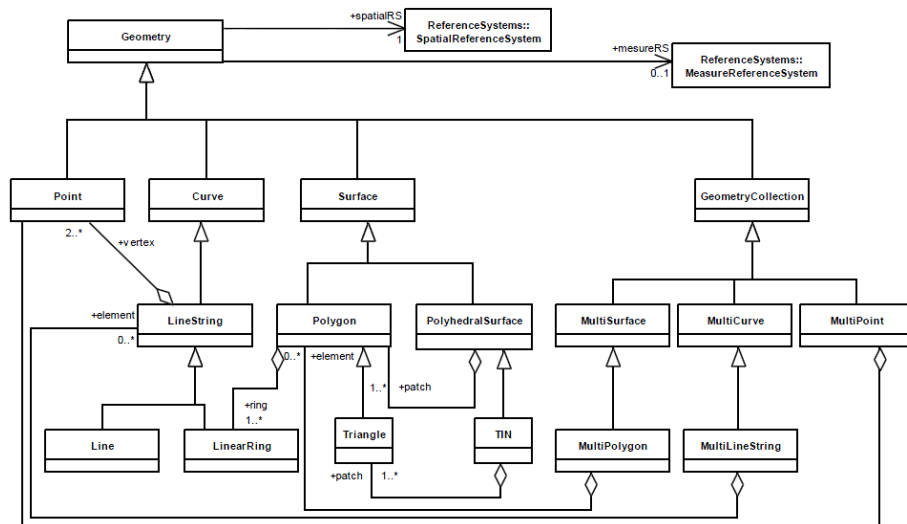 +spatialRS
ReferenceSystems::
SpatialReferenceSystem
Geometry
1
+mesureRS
ReferenceSystems::
MeasureReferenceSystem
0..1
Point
Curve
Surface
GeometryCollection
2..*
+vertex
+element
LineString
Polygon
PolyhedralSurface
MultiSurface
MultiCurve
MultiPoint
0..*
0..*
+element
1..*
+patch
+ring
1..*
Line
LinearRing
Triangle
TIN
MultiPolygon
MultiLineString
+patch
1..*